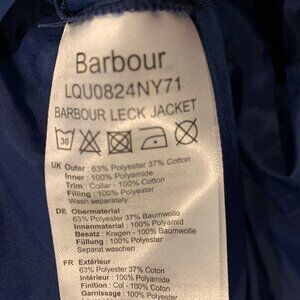 Barbour
LQU0824NY71
BARBOUR LECK JACKET
30
UK Outer : 63% Polyester 37% Cotton
Inner : 100% Polyamide
Trim : Collar - 100% Cotton
Filling : 100% Polyester
Wash separately
DE Obermaterial :
63% Polyester 37% Baumwolle
Innenmaterial : 100% Polyamid
Besatz : Kragen - 100% Baumwolle
Füllung : 100% Polyester
Separat waschen
FR Extérieur
63% Polyester 37% Coton
Intérieur : 100% Polyamide
Finition : Col - 100% Coton
Garnissage : 100% Polyester